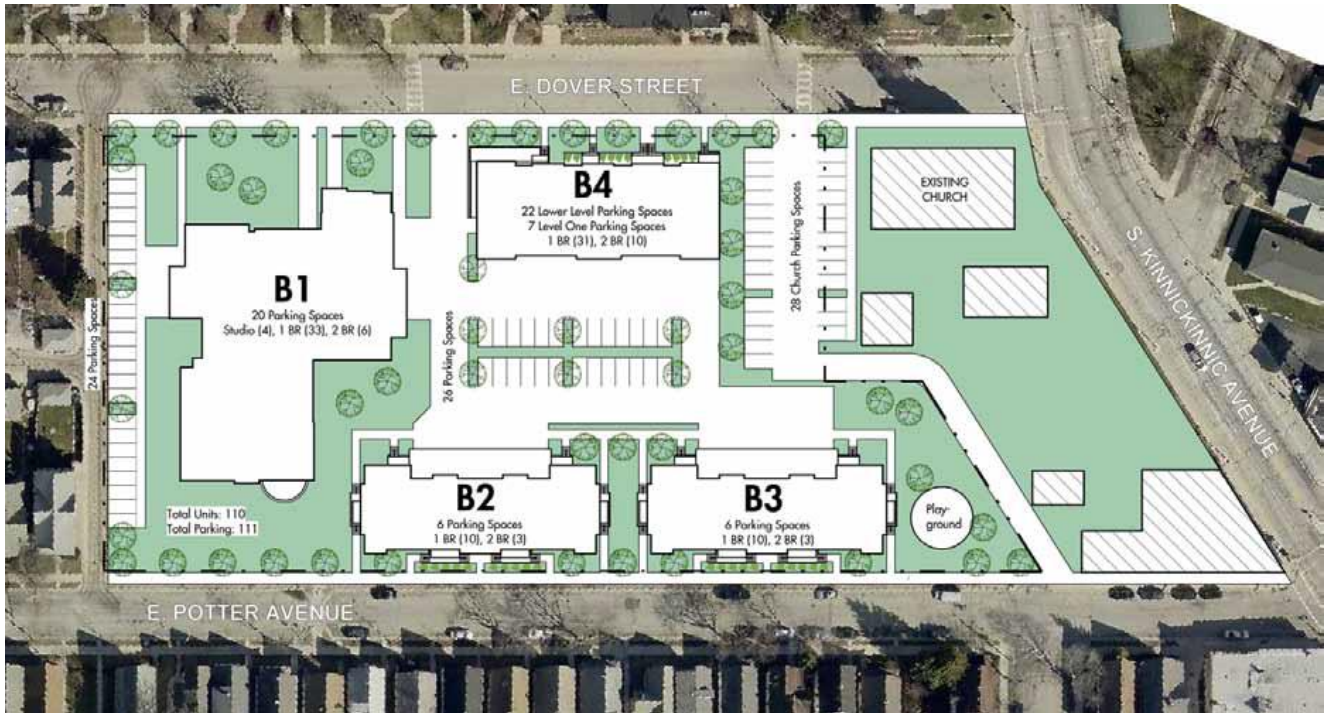 E. DOVER STREET
B4
22 Lower Level Parking Spaces
7 Level One Parking Spaces
1 BR (31), 2 BR (10)
EXISTING
CHURCH
S. KINNICKINNIC AVENUE
28 Church Parking Spaces
B1
20 Parking Spaces
Studio (4), 1 BR (33), 2 BR (6)
24 Parking Spaces
26 Parking Spaces
B2
6 Parking Spaces
1 BR (10), 2 BR (3)
B3
6 Parking Spaces
1 BR (10), 2 BR (3)
Play-
ground
Total Units: 110
Total Parking: 111
E. POTTER AVENUE